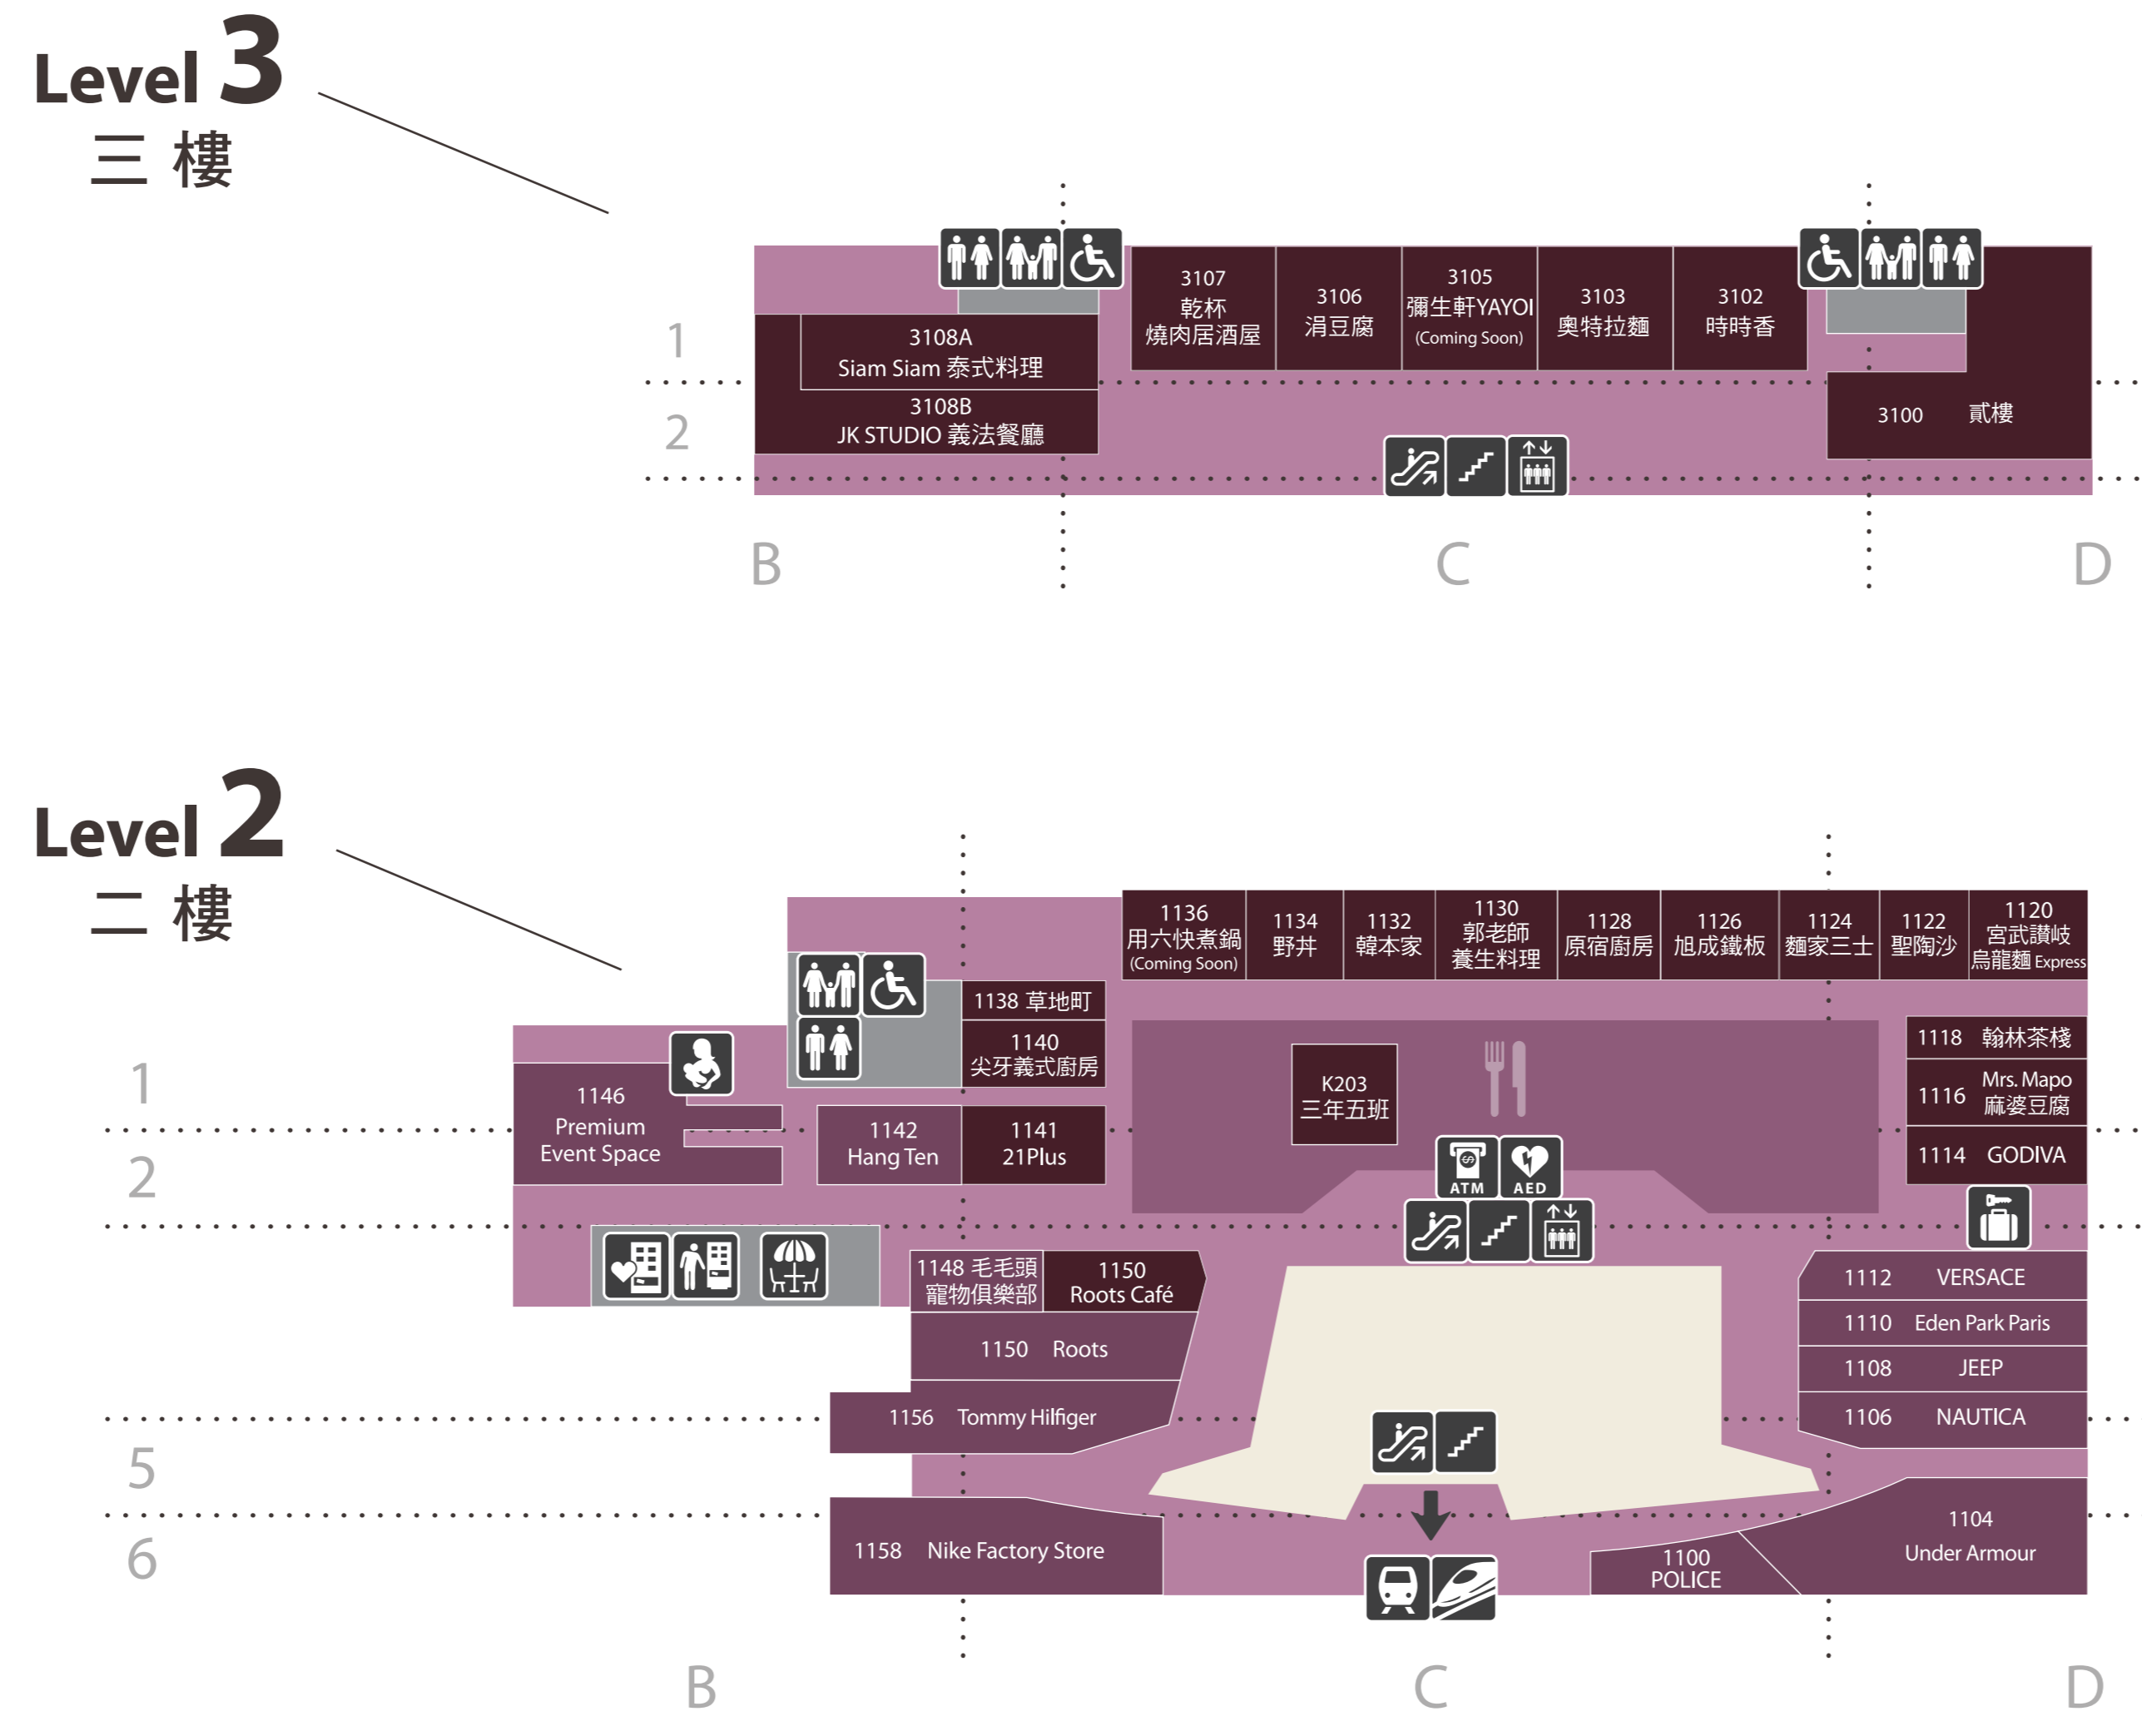 Level 3
三樓
3107
乾杯
燒肉居酒屋
3106
涓豆腐
3105
彌生軒YAYOI
(Coming Soon)
3103
奧特拉麵
3102
時時香
1
3108A
Siam Siam 泰式料理
2
3108B
JK STUDIO 義法餐廳
3100 貳樓
B
C
D
Level 2
二樓
1136
用六快煮鍋
(Coming Soon)
1134
野丼
1132
韓本家
1130
郭老師
養生料理
1128
原宿廚房
1126
旭成鐵板
1124
麵家三士
1122
聖陶沙
1120
宮武讃岐
烏龍麵 Express
1138 草地町
1140
尖牙義式廚房
1118 翰林茶棧
1
1146
Premium
Event Space
K203
三年五班
1116 Mrs. Mapo
麻婆豆腐
2
1142
Hang Ten
1141
21Plus
1114 GODIVA
ATM
AED
1148 毛毛頭
寵物俱樂部
1150
Roots Café
1112 VERSACE
1150 Roots
1110 Eden Park Paris
1108 JEEP
1156 Tommy Hilfiger
1106 NAUTICA
5
6
1158 Nike Factory Store
1100
POLICE
1104
Under Armour
B
C
D